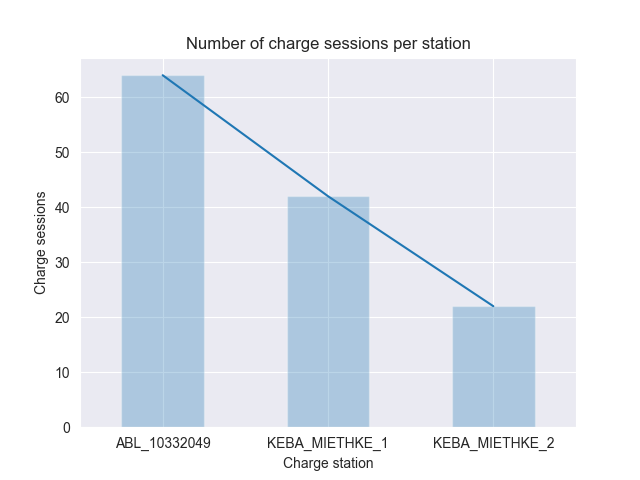 Number of charge sessions per station
60
50
40
30
20
10
0
Charge sessions
ABL_10332049 KEBA_MIETHKE_1 KEBA_MIETHKE_2
Charge station